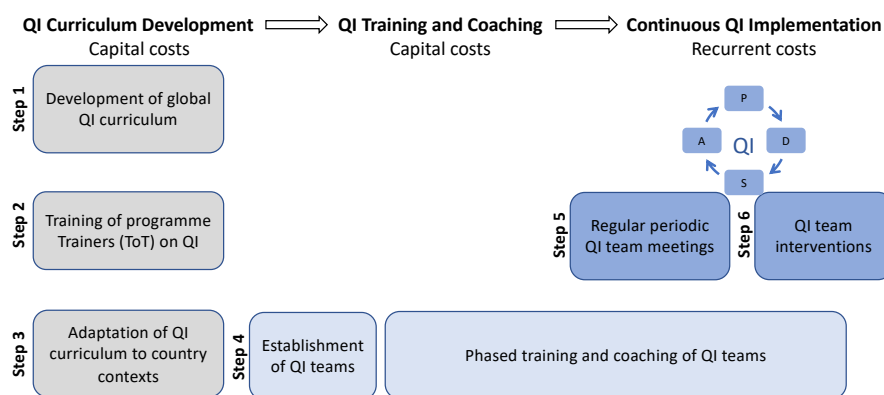 QI Curriculum Development
Capital costs
QI Training and Coaching
Capital costs
Continuous QI Implementation
Recurrent costs
Step 1
Development of global
QI curriculum
P
A
QI
D
S
Step 2
Training of programme
Trainers (ToT) on QI
Step 5
Regular periodic
QI team meetings
Step 6
QI team
interventions
Step 3
Adaptation of QI
curriculum to country
contexts
Step 4
Establishment
of QI teams
Phased training and coaching of QI teams